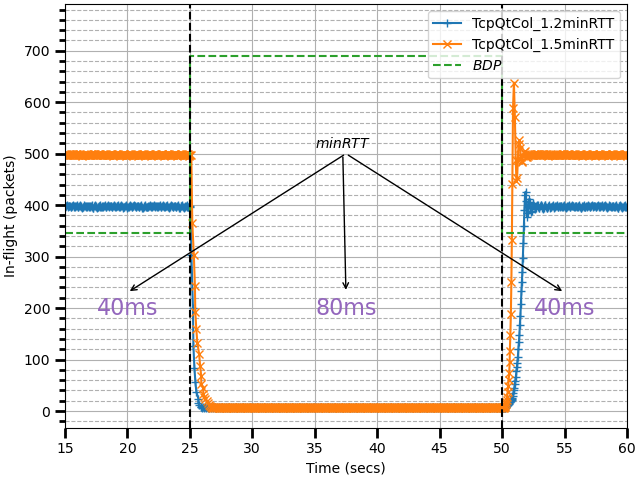 TcpQtCol_1.2minRTT
TcpQtCol_1.5minRTT
BDP
700
600
500
400
300
200
100
0
In-flight (packets)
minRTT
40ms
80ms
40ms
15
20
25
30
35
40
45
50
55
60
Time (secs)